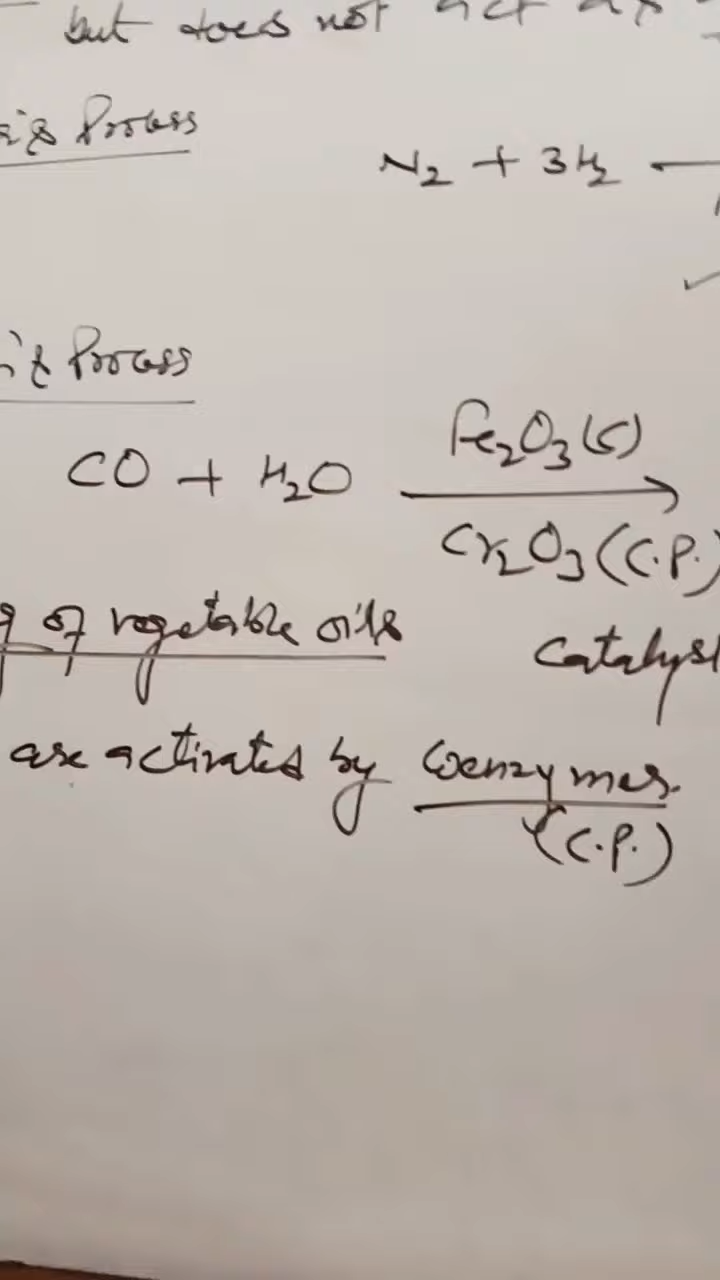 but does not act as
Process
N₂ + 3H₂
Process
Fe₂O₃(c)
CO + H₂O
Cr₂O₃(C.P.)
g of vegetable oils
Catalyst
are activated by Coenzymes.
(C.P.)